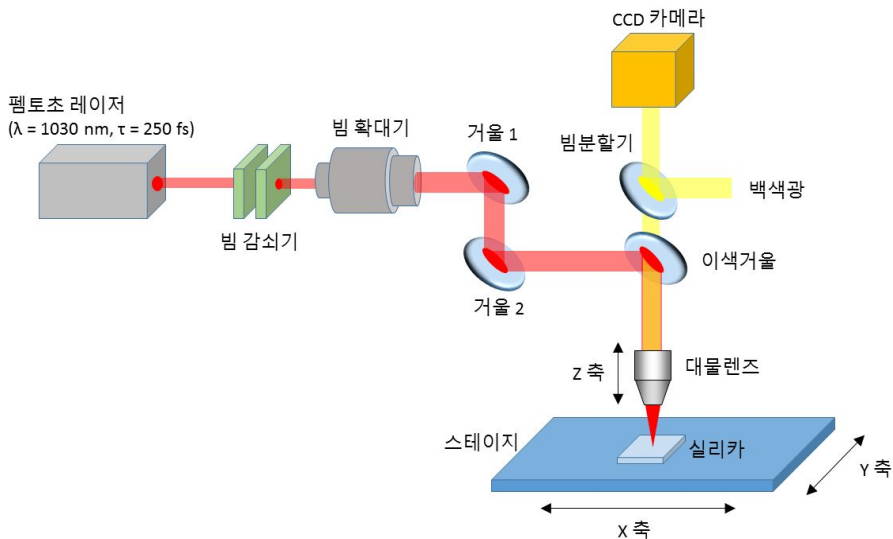 CCD 카메라
펨토초 레이저
(λ = 1030 nm, τ = 250 fs)
빔 확대기
거울 1
빔분할기
백색광
빔 감쇠기
이색거울
거울 2
Z 축
대물렌즈
스테이지
실리카
Y 축
X 축